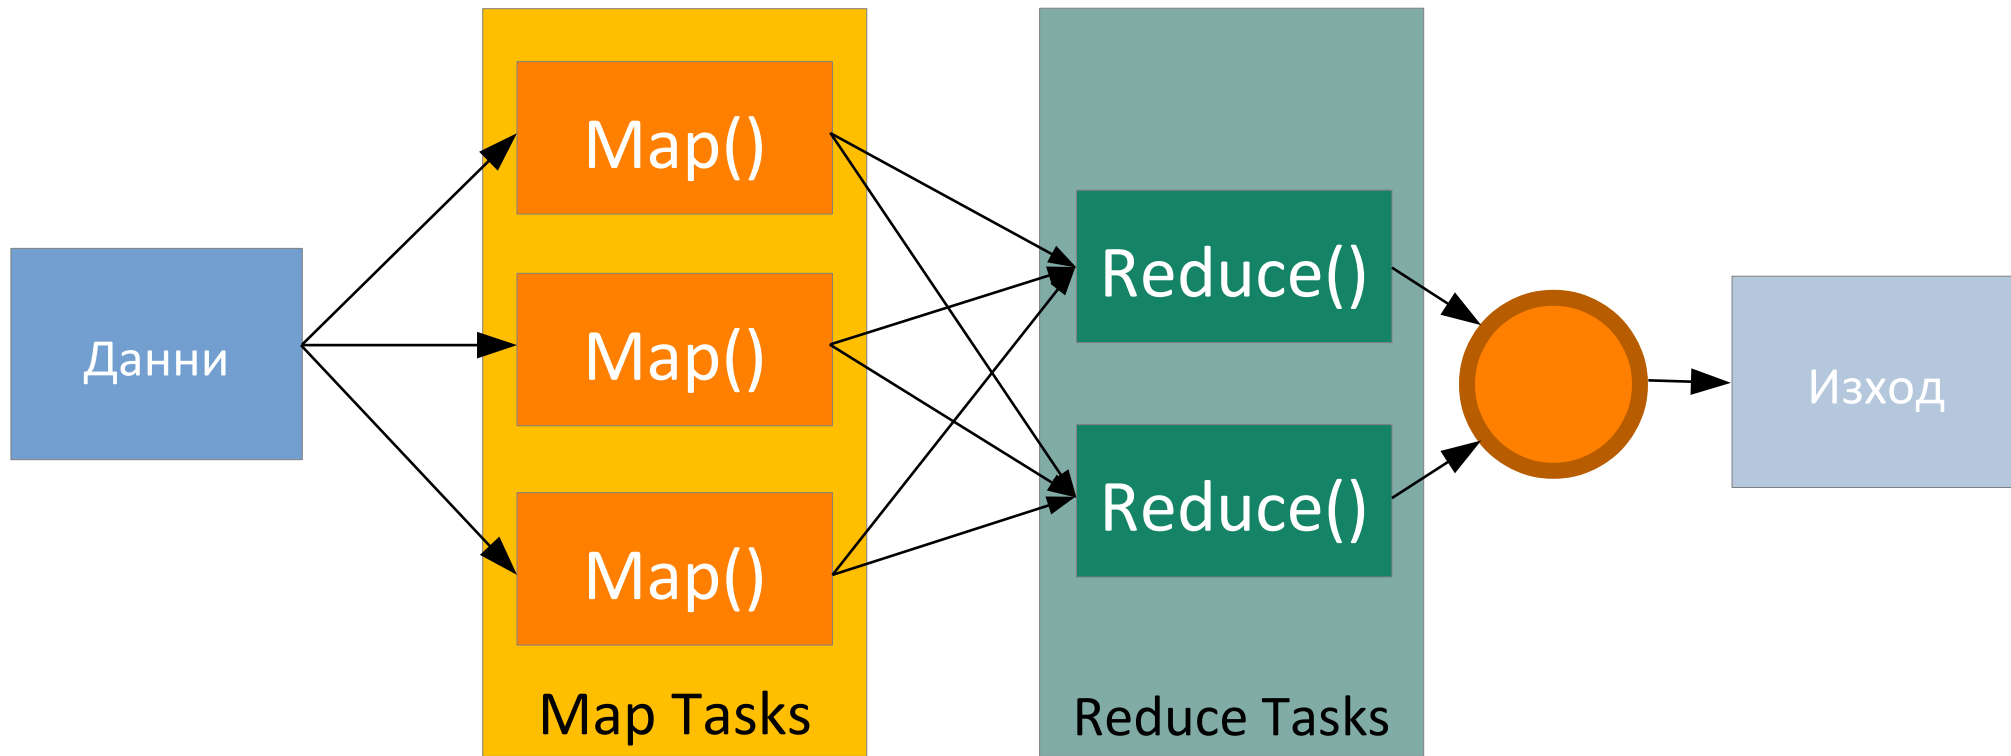 Данни
Map()
Map()
Map()
Map Tasks
Reduce()
Reduce()
Reduce Tasks
Изход